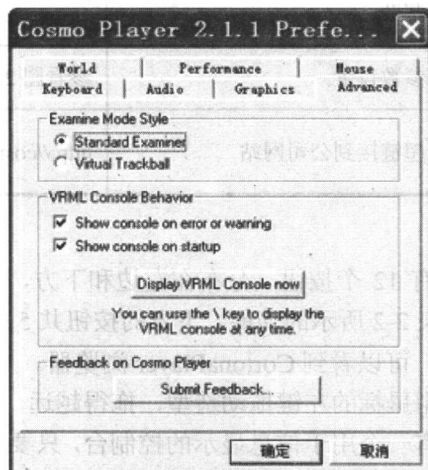 Cosmo Player 2.1.1 Prefe...
World Performance Mouse
Keyboard Audio Graphics Advanced
Examine Mode Style
Standard Examiner
Virtual Trackball
VRML Console Behavior
Show console on error or warning
Show console on startup
Display VRML Console now
You can use the \ key to display the
VRML console at any time.
Feedback on Cosmo Player
Submit Feedback...
确定 取消